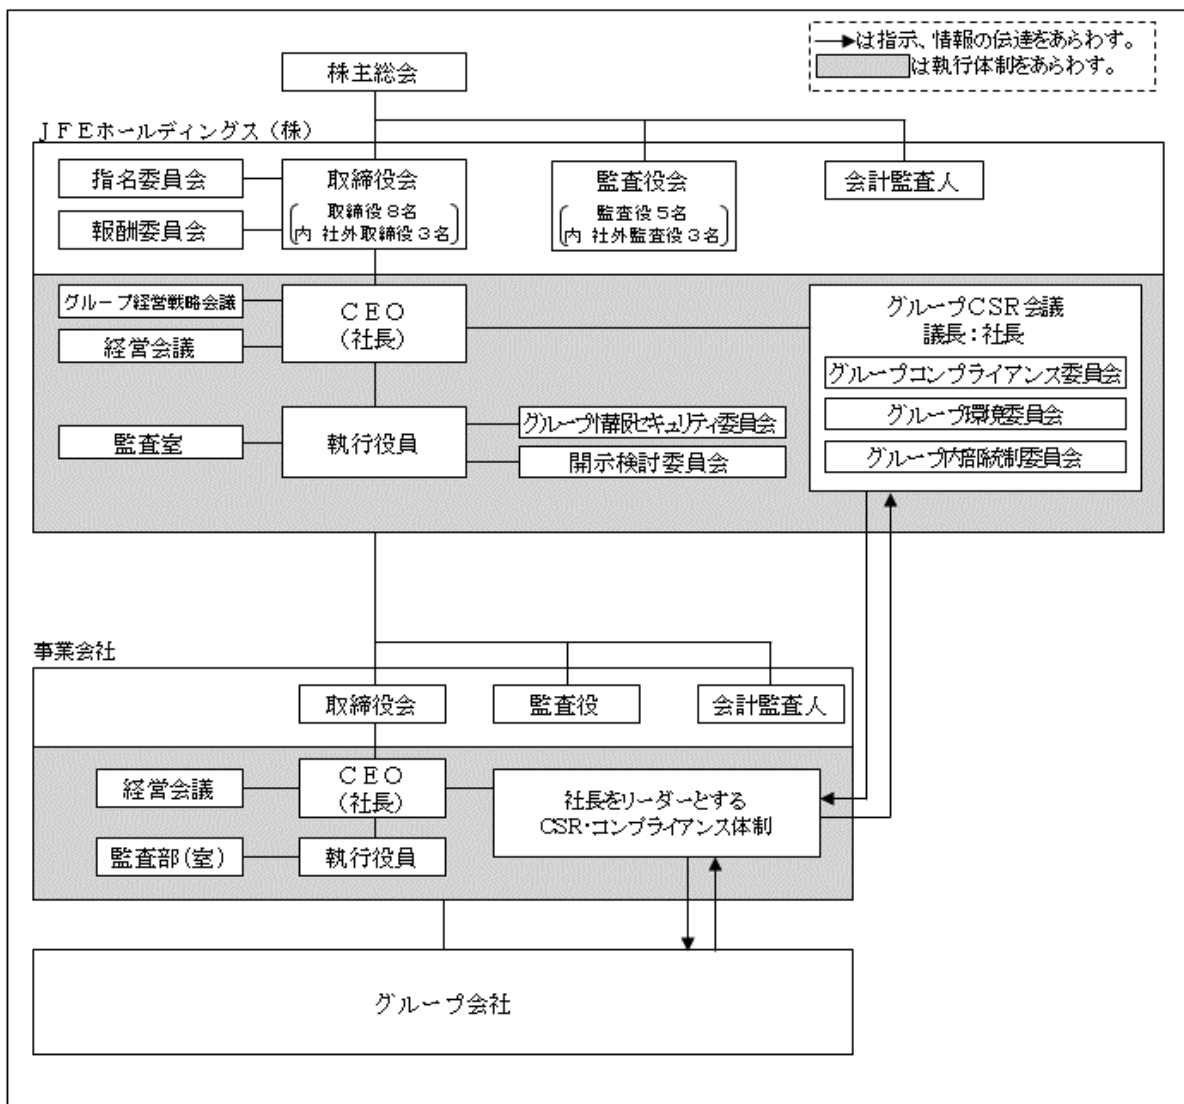 →は指示、情報の伝達をあらわす。
は執行体制をあらわす。
株主総会
ＪＦＥホールディングス（株）
指名委員会
取締役会
監査役会
会計監査人
報酬委員会
取締役８名
内 社外取締役３名
監査役５名
内 社外監査役３名
グループ経営戦略会議
ＣＥＯ
（社長）
経営会議
グループCSR会議
議長：社長
グループコンプライアンス委員会
グループ環境委員会
グループ内部統制委員会
監査室
執行役員
グループ情報セキュリティ委員会
開示検討委員会
事業会社
取締役会
監査役
会計監査人
経営会議
ＣＥＯ
（社長）
社長をリーダーとする
CSR・コンプライアンス体制
監査部（室）
執行役員
グループ会社